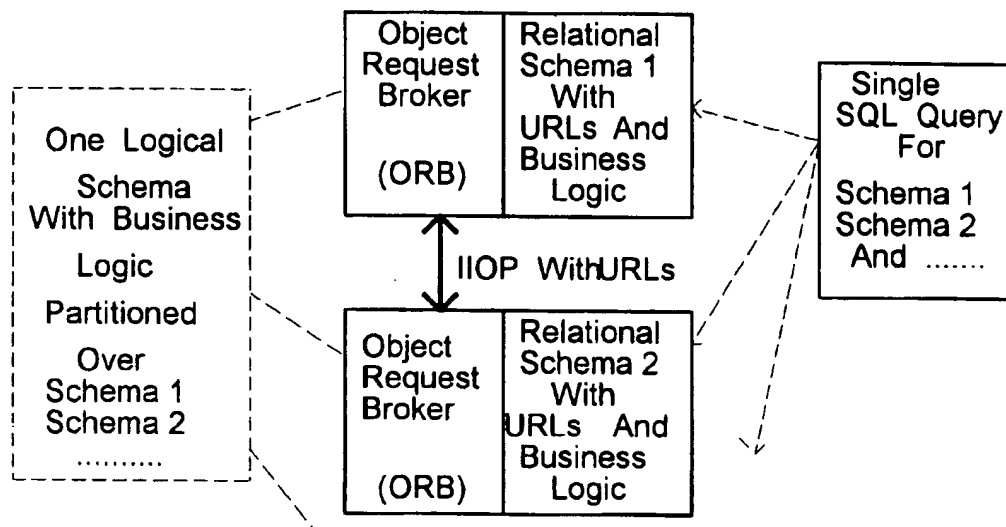 One Logical
Schema
With Business
Logic
Partitioned
Over
Schema 1
Schema 2
..........
Object
Request
Broker
(ORB)
Relational
Schema 1
With
URLs And
Business
Logic
IIOP WithURLs
Object
Request
Broker
(ORB)
Relational
Schema 2
With
URLs And
Business
Logic
Single
SQL Query
For
Schema 1
Schema 2
And .......